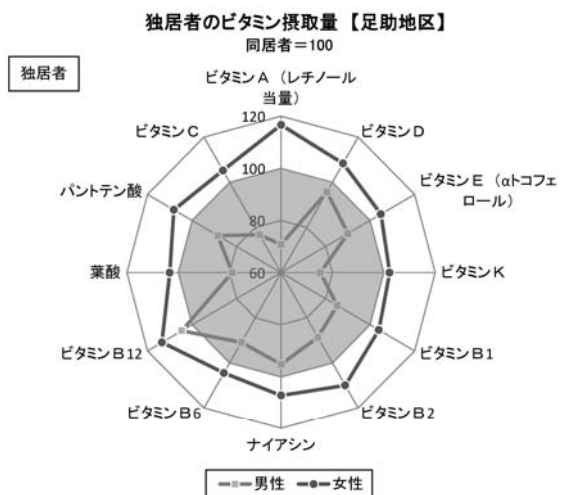 独居者のビタミン摂取量 【足助地区】
同居者＝100
独居者
ビタミンＡ （レチノール
当量）
ビタミンＤ
ビタミンＥ （αトコフェ
ロール）
ビタミンＫ
ビタミンＢ1
ビタミンＢ2
ナイアシン
ビタミンＢ6
ビタミンＢ12
葉酸
パントテン酸
ビタミンＣ
120
100
80
60
男性 女性